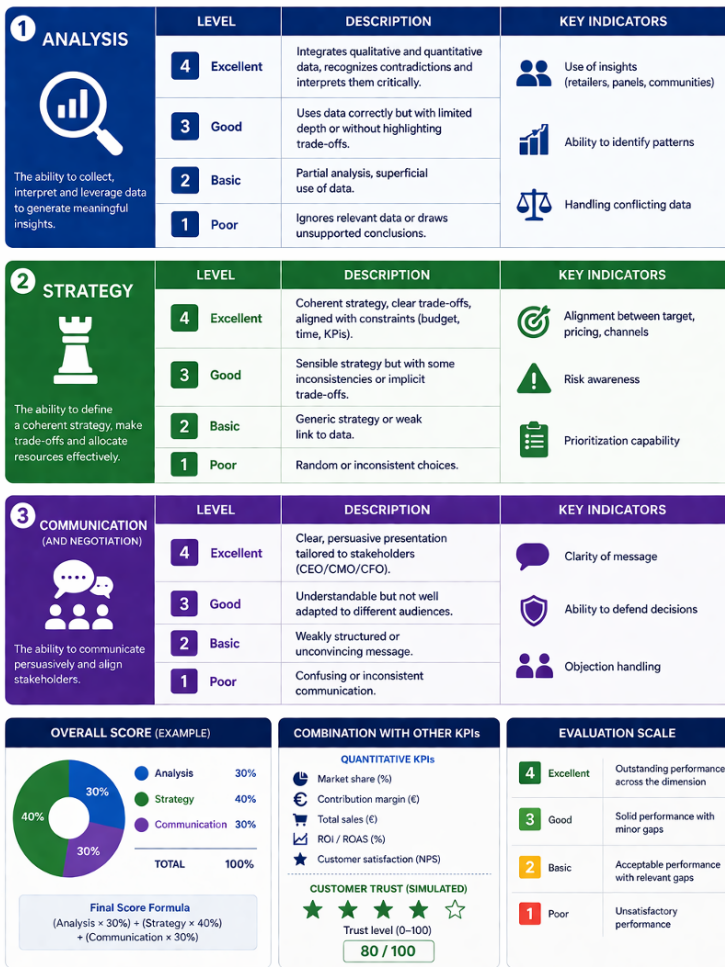 1 ANALYSIS
The ability to collect,
interpret and leverage data
to generate meaningful
insights.
LEVEL DESCRIPTION KEY INDICATORS
4 Excellent
Integrates qualitative and quantitative
data, recognizes contradictions and
interprets them critically.
3 Good
Uses data correctly but with limited
depth or without highlighting
trade-offs.
2 Basic
Partial analysis, superficial
use of data.
1 Poor
Ignores relevant data or draws
unsupported conclusions.
Use of insights
(retailers, panels, communities)
Ability to identify patterns
Handling conflicting data
2 STRATEGY
The ability to define
a coherent strategy, make
trade-offs and allocate
resources effectively.
LEVEL DESCRIPTION KEY INDICATORS
4 Excellent
Coherent strategy, clear trade-offs,
aligned with constraints (budget,
time, KPIs).
3 Good
Sensible strategy but with some
inconsistencies or implicit
trade-offs.
2 Basic
Generic strategy or weak
link to data.
1 Poor
Random or inconsistent choices.
Alignment between target,
pricing, channels
Risk awareness
Prioritization capability
3 COMMUNICATION
(AND NEGOTIATION)
The ability to communicate
persuasively and align
stakeholders.
LEVEL DESCRIPTION KEY INDICATORS
4 Excellent
Clear, persuasive presentation
tailored to stakeholders
(CEO/CMO/CFO).
3 Good
Understandable but not well
adapted to different audiences.
2 Basic
Weakly structured or
unconvincing message.
1 Poor
Confusing or inconsistent
communication.
Clarity of message
Ability to defend decisions
Objection handling
OVERALL SCORE (EXAMPLE)
30%
40%
30%
Analysis 30%
Strategy 40%
Communication 30%
TOTAL 100%
Final Score Formula
(Analysis × 30%) + (Strategy × 40%)
+ (Communication × 30%)
COMBINATION WITH OTHER KPIs
QUANTITATIVE KPIs
Market share (%)
Contribution margin (€)
Total sales (€)
ROI / ROAS (%)
Customer satisfaction (NPS)
CUSTOMER TRUST (SIMULATED)
Trust level (0–100)
80 / 100
EVALUATION SCALE
4 Excellent
Outstanding performance
across the dimension
3 Good
Solid performance with
minor gaps
2 Basic
Acceptable performance
with relevant gaps
1 Poor
Unsatisfactory
performance